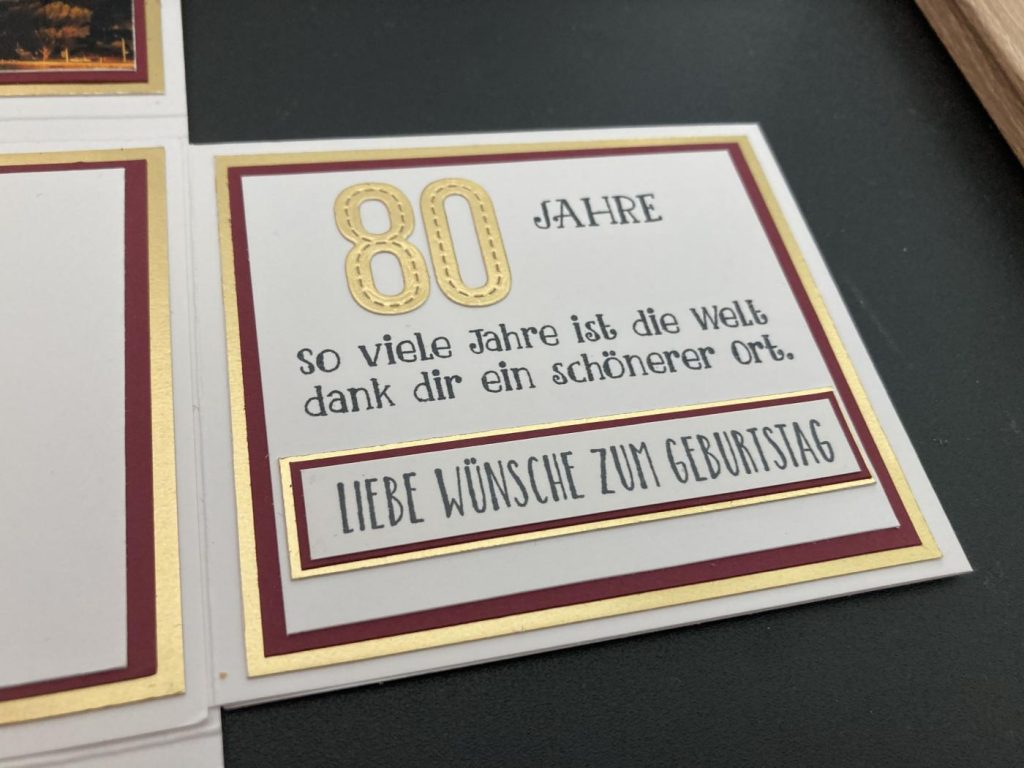 80 JAHRE
So viele Jahre ist die Welt
dank dir ein schönerer Ort.
LIEBE WÜNSCHE ZUM GEBURTSTAG